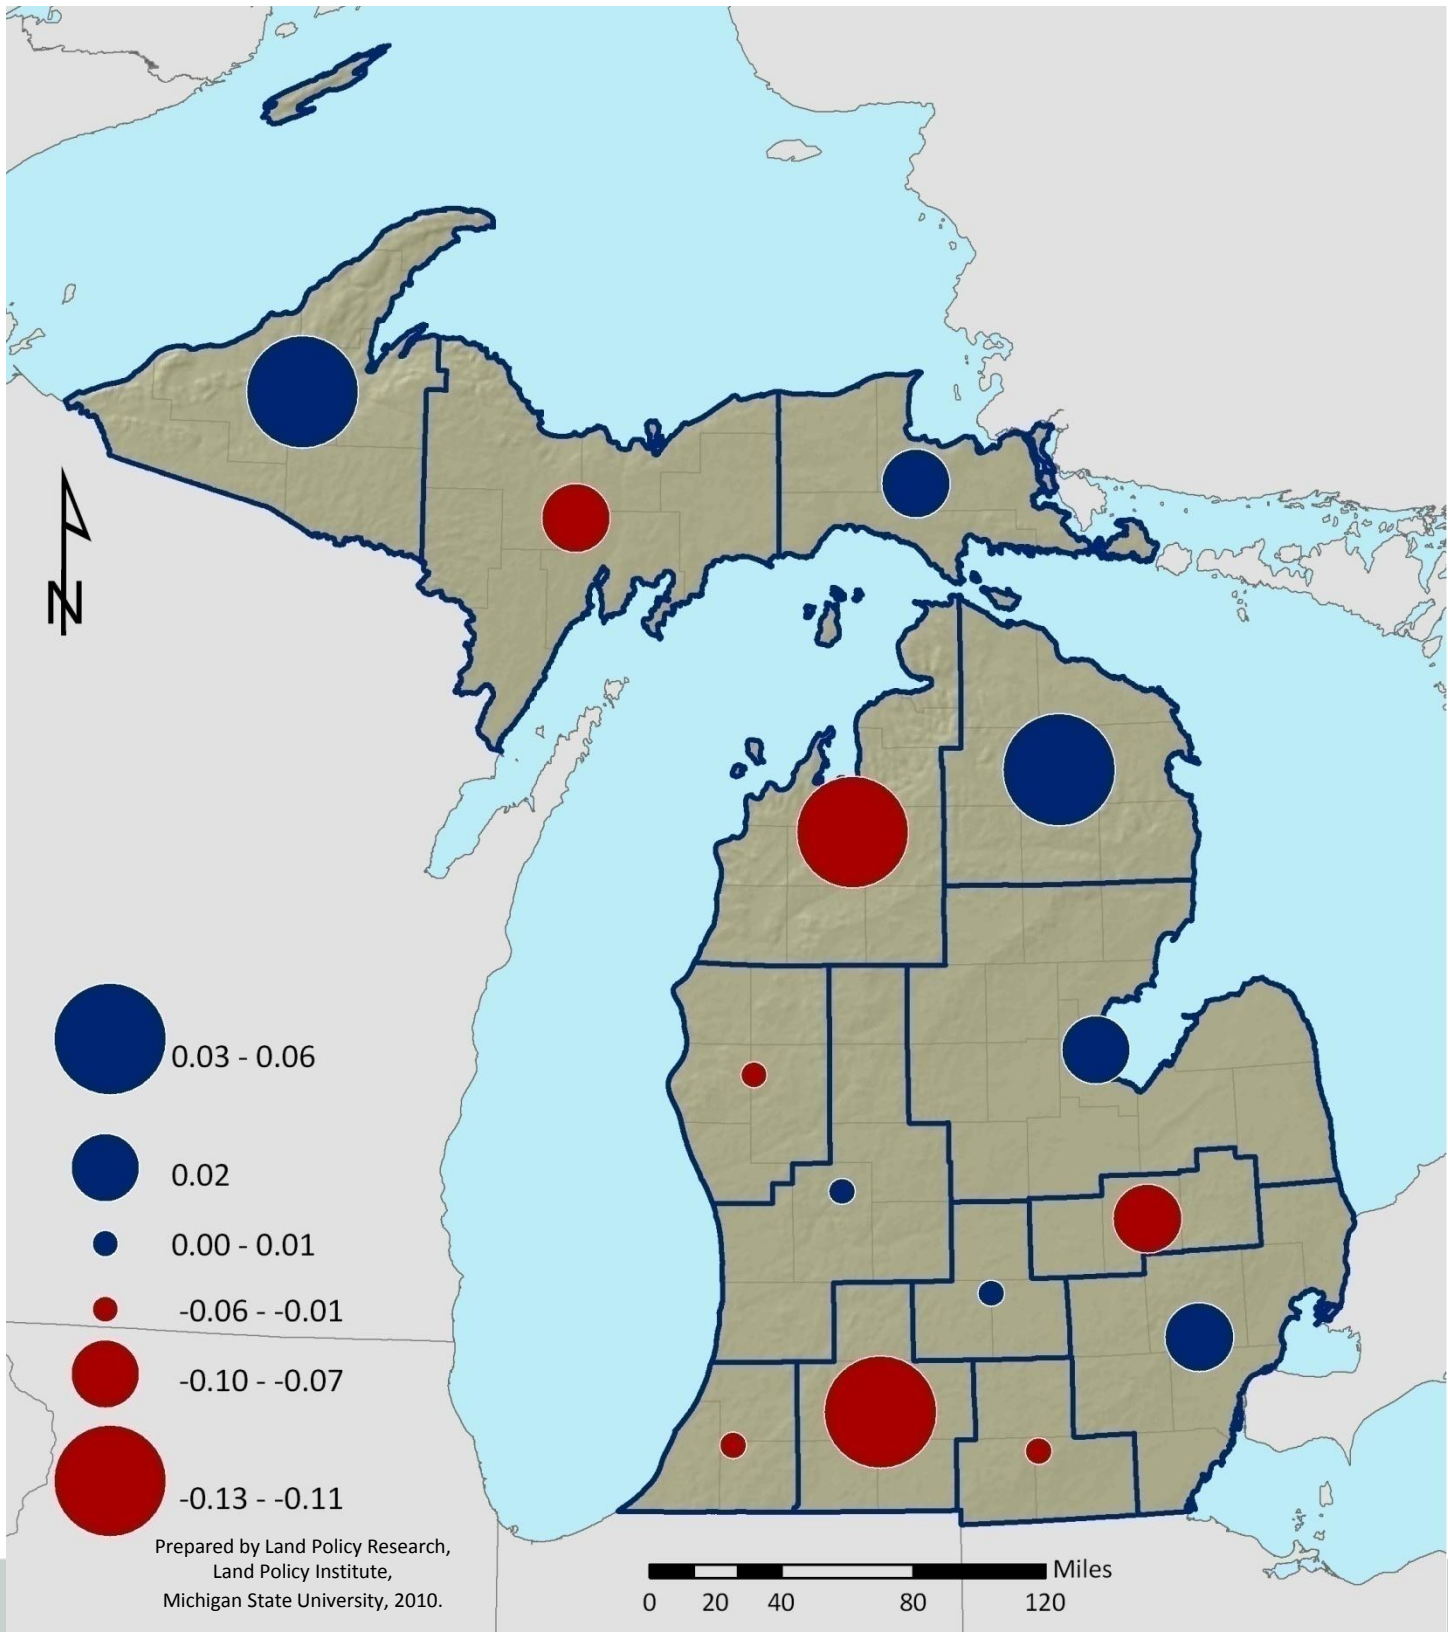 N
0.03 - 0.06
0.02
0.00 - 0.01
-0.06 - -0.01
-0.10 - -0.07
-0.13 - -0.11
Prepared by Land Policy Research,
Land Policy Institute,
Michigan State University, 2010.
Miles
0 20 40 80 120